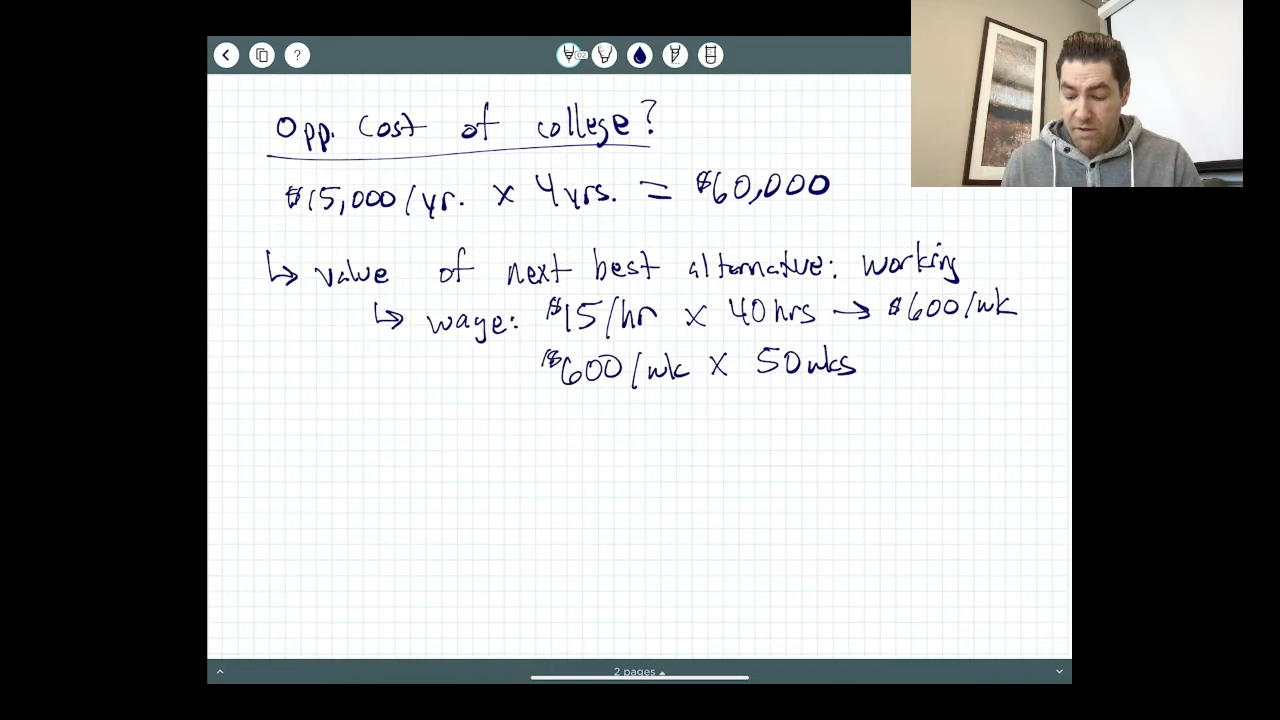 ?
02
Opp. Cost of college?
$15,000/yr. x 4 yrs. = $60,000
↳ value of next best alternative: working
↳ wage: $15/hr x 40 hrs → $600/wk
$600/wk x 50 wks
2 pages